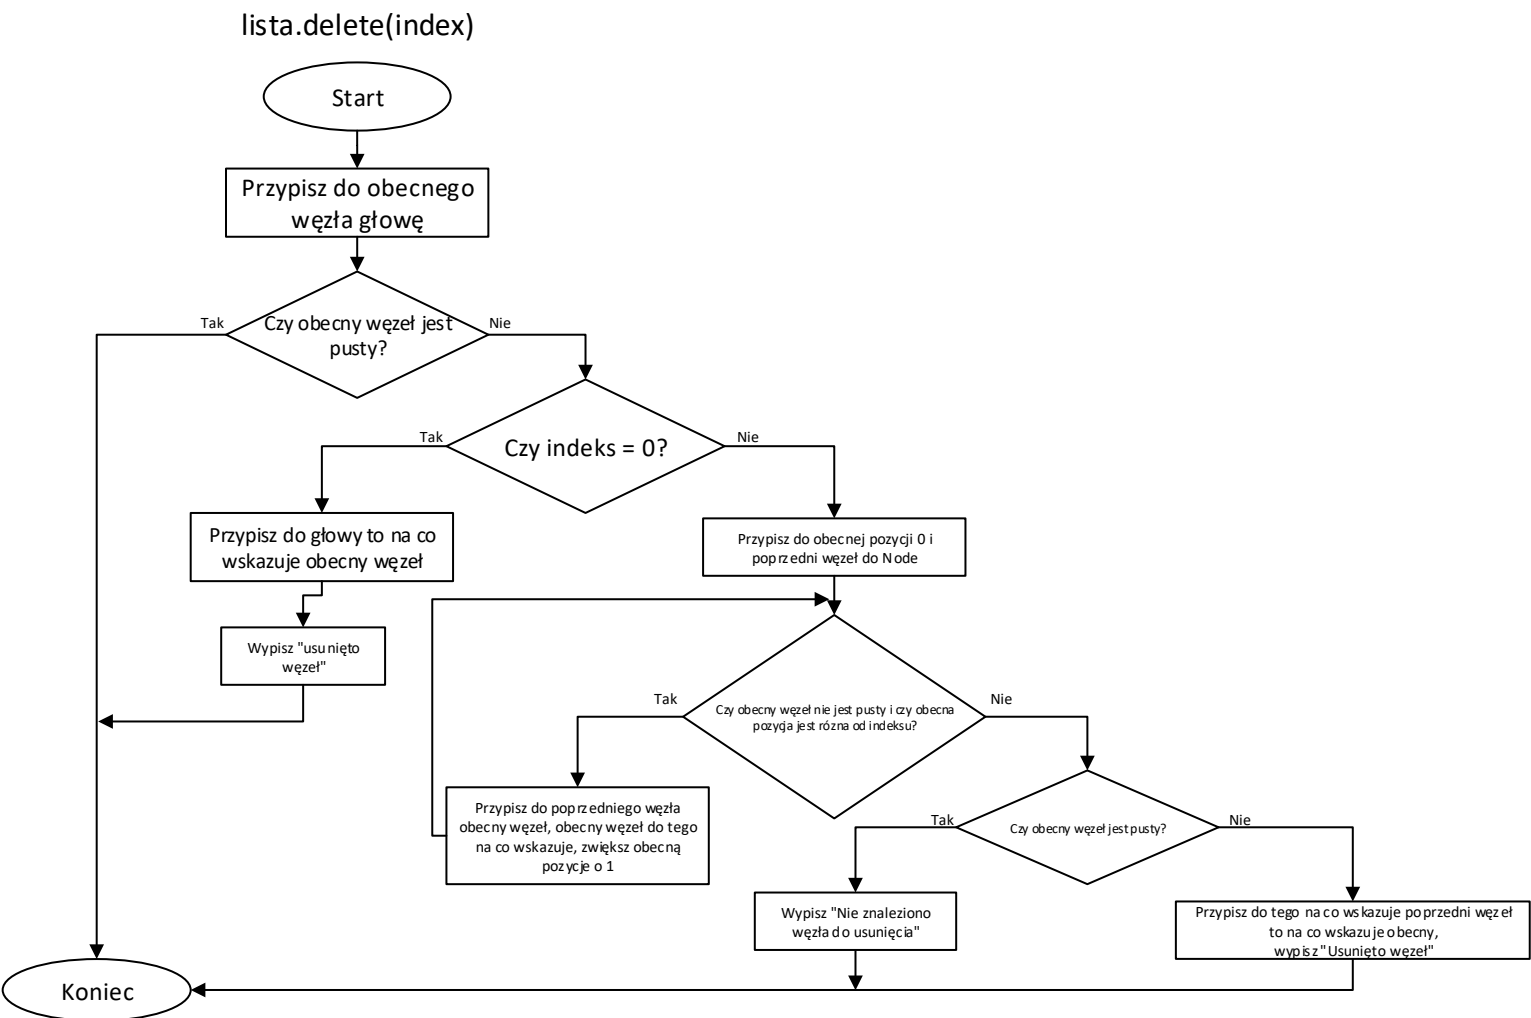 lista.delete(index)
Start
Przypisz do obecnego
węzła głowę
Tak
Czy obecny węzeł jest
pusty?
Nie
Tak
Czy indeks = 0?
Nie
Przypisz do głowy to na co
wskazuje obecny węzeł
Przypisz do obecnej pozycji 0 i
poprzedni węzeł do Node
Wypisz "usunięto
węzeł"
Tak
Czy obecny węzeł nie jest pusty i czy obecna
pozycja jest rózna od indeksu?
Nie
Przypisz do poprzedniego węzła
obecny węzeł, obecny węzeł do tego
na co wskazuje, zwiększ obecną
pozycje o 1
Tak
Czy obecny węzeł jest pusty?
Nie
Wypisz "Nie znaleziono
węzła do usunięcia"
Przypisz do tego na co wskazuje poprzedni węzeł
to na co wskazuje obecny,
wypisz "Usunięto węzeł"
Koniec